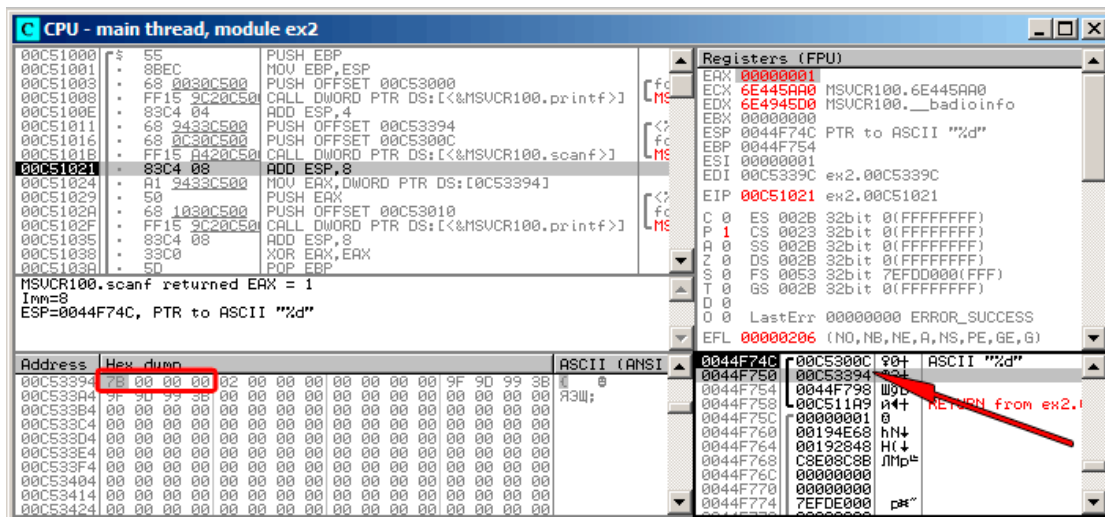 CPU - main thread, module ex2
00C51000 $ 55 PUSH EBP
00C51001 . 8BEC MOV EBP,ESP
00C51003 . 68 0030C500 PUSH OFFSET 00C53000
00C51008 . FF15 9C20C50 CALL DWORD PTR DS:[<&MSVCR100.printf>]
00C5100E . 83C4 04 ADD ESP,4
00C51011 . 68 9433C500 PUSH OFFSET 00C53394
00C51016 . 68 0C30C500 PUSH OFFSET 00C5300C
00C5101B . FF15 A420C50 CALL DWORD PTR DS:[<&MSVCR100.scanf>]
00C51021 . 83C4 08 ADD ESP,8
00C51024 . A1 9433C500 MOV EAX,DWORD PTR DS:[0C53394]
00C51029 . 50 PUSH EAX
00C5102A . 68 1030C500 PUSH OFFSET 00C53010
00C5102F . FF15 9C20C50 CALL DWORD PTR DS:[<&MSVCR100.printf>]
00C51035 . 83C4 08 ADD ESP,8
00C51038 . 33C0 XOR EAX,EAX
00C5103A . 5D POP EBP
MSVCR100.scanf returned EAX = 1
Imm=8
ESP=0044F74C, PTR to ASCII "%d"
Registers (FPU)
EAX 00000001
ECX 6E445AA0 MSVCR100.6E445AA0
EDX 6E4945D0 MSVCR100.__badioinfo
EBX 00000000
ESP 0044F74C PTR to ASCII "%d"
EBP 0044F754
ESI 00000001
EDI 00C5339C ex2.00C5339C
EIP 00C51021 ex2.00C51021
C 0 ES 002B 32bit 0(FFFFFFFF)
P 1 CS 0023 32bit 0(FFFFFFFF)
A 0 SS 002B 32bit 0(FFFFFFFF)
Z 0 DS 002B 32bit 0(FFFFFFFF)
S 0 FS 0053 32bit 7EFDD000(FFF)
T 0 GS 002B 32bit 0(FFFFFFFF)
D 0
O 0 LastErr 00000000 ERROR_SUCCESS
EFL 00000206 (NO,NB,NE,A,NS,PE,GE,G)
Address Hex dump ASCII (ANSI
00C53394 7B 00 00 00 02 00 00 00 00 00 00 00 9F 9D 99 3B
00C533A4 9F 9D 99 3B 00 00 00 00 00 00 00 00 00 00 00 00
00C533B4 00 00 00 00 00 00 00 00 00 00 00 00 00 00 00 00
00C533C4 00 00 00 00 00 00 00 00 00 00 00 00 00 00 00 00
00C533D4 00 00 00 00 00 00 00 00 00 00 00 00 00 00 00 00
00C533E4 00 00 00 00 00 00 00 00 00 00 00 00 00 00 00 00
00C533F4 00 00 00 00 00 00 00 00 00 00 00 00 00 00 00 00
00C53404 00 00 00 00 00 00 00 00 00 00 00 00 00 00 00 00
00C53414 00 00 00 00 00 00 00 00 00 00 00 00 00 00 00 00
00C53424 00 00 00 00 00 00 00 00 00 00 00 00 00 00 00 00
0044F74C 00C5300C ASCII "%d"
0044F750 00C53394
0044F754 0044F798
0044F758 00C511A9 RETURN from ex2.
0044F75C 00000001
0044F760 00194E68 hN↓
0044F764 00192848 H(↓
0044F768 C8E08C8B
0044F76C 00000000
0044F770 00000000
0044F774 7EFDE000